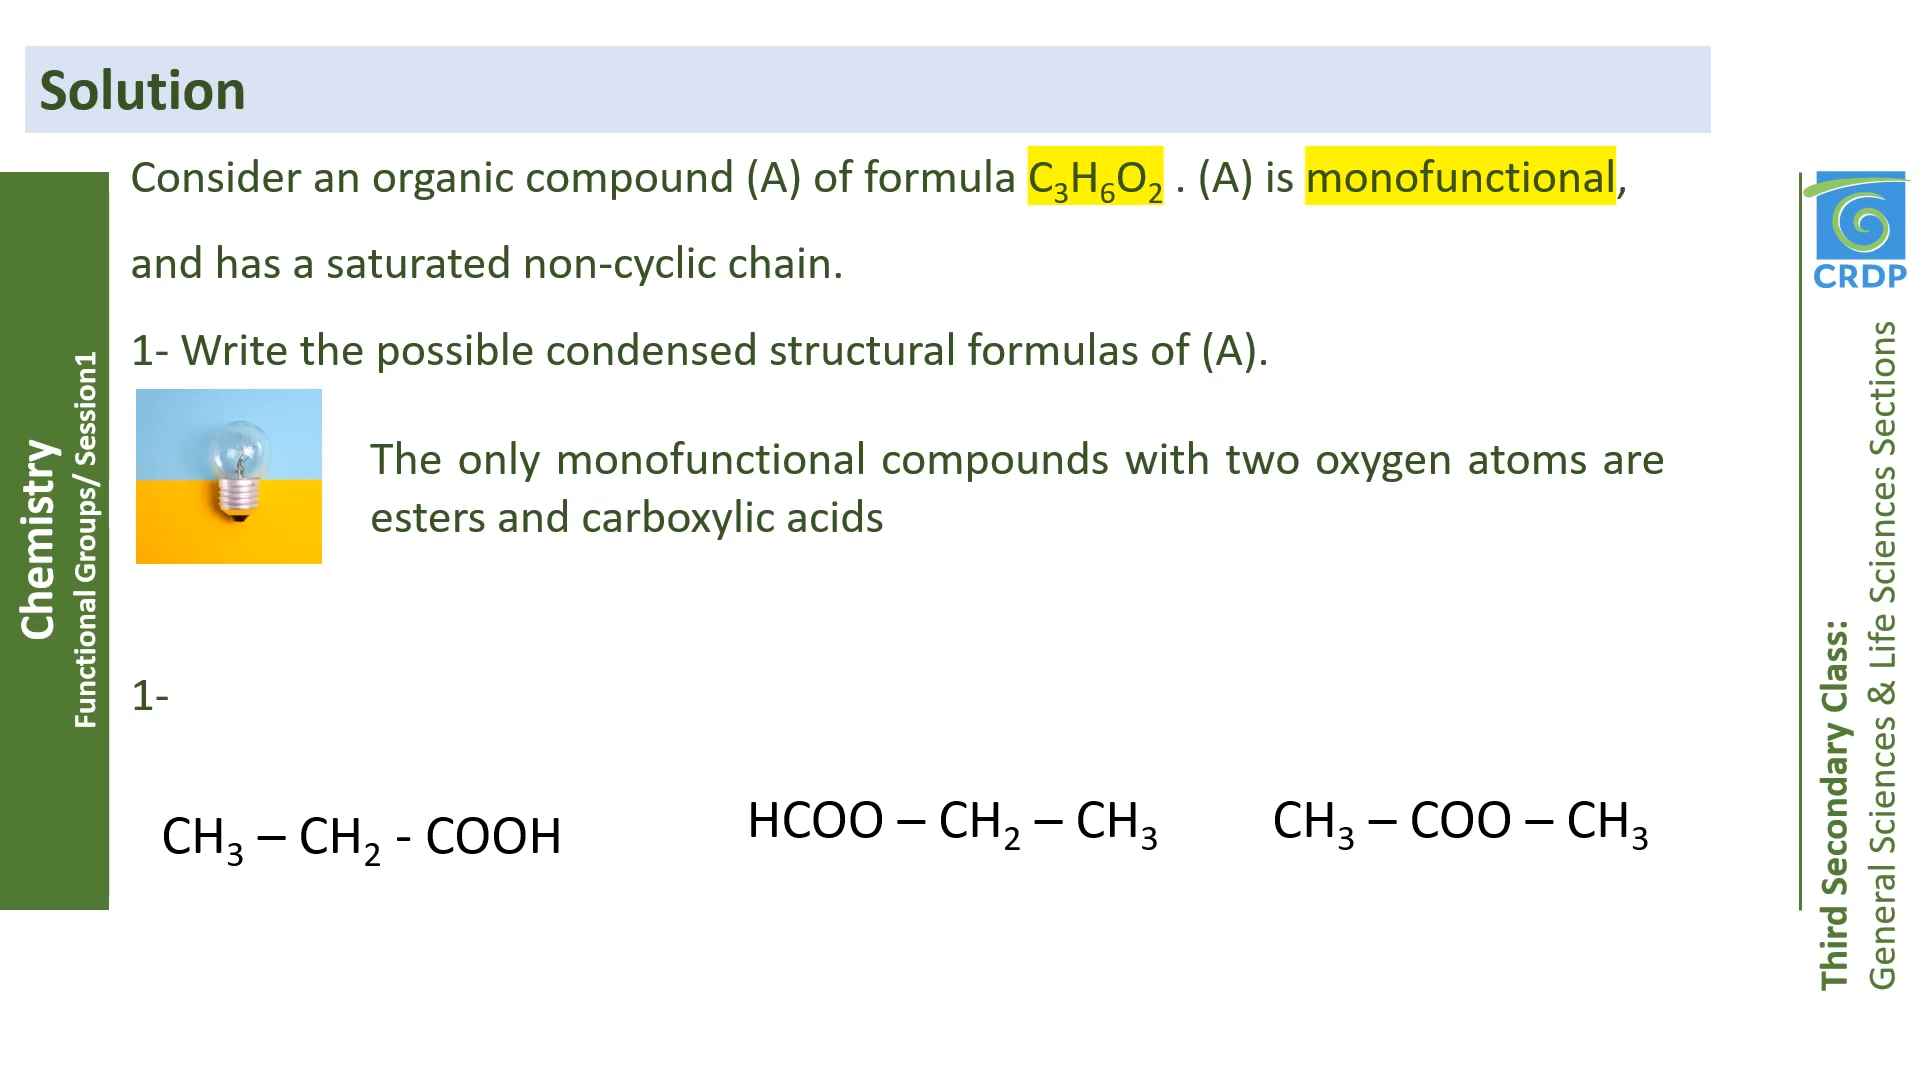 Solution
Consider an organic compound (A) of formula C₃H₆O₂ . (A) is monofunctional,
and has a saturated non-cyclic chain.
1- Write the possible condensed structural formulas of (A).
The only monofunctional compounds with two oxygen atoms are
esters and carboxylic acids
1-
CH₃ – CH₂ - COOH
HCOO – CH₂ – CH₃
CH₃ – COO – CH₃
Chemistry
Functional Groups/ Session1
CRDP
Third Secondary Class:
General Sciences & Life Sciences Sections